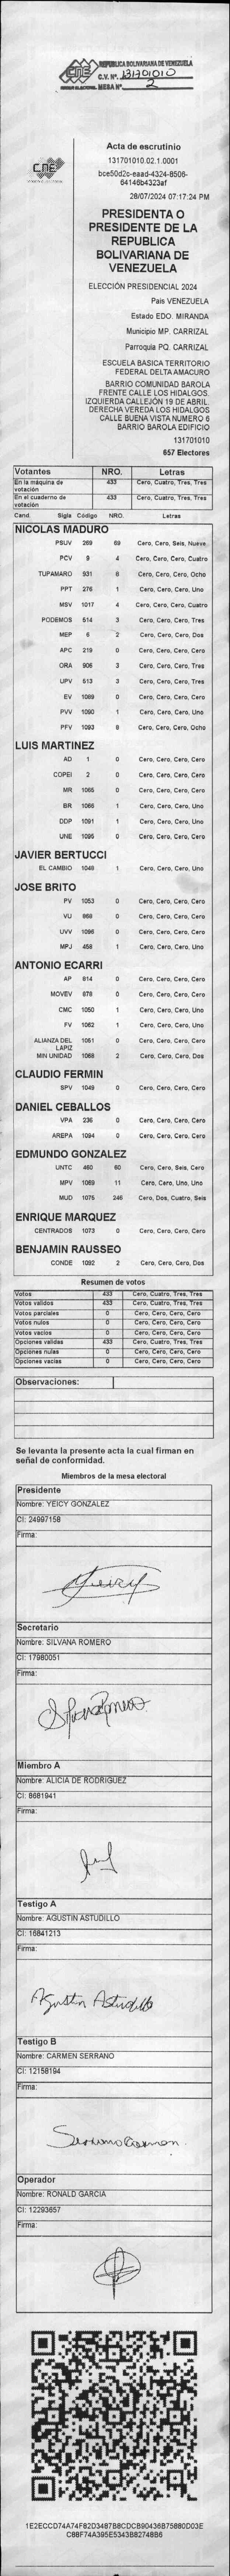 REPUBLICA BOLIVARIANA DE VENEZUELA
CNE C.V. Nº. 131701010
PODER ELECTORAL MESA Nº. 2
CNE
Acta de escrutinio
131701010.02.1.0001
bce50d2c-eaad-4324-8506-
64146b4323af
28/07/2024 07:17:24 PM
PRESIDENTA O
PRESIDENTE DE LA
REPUBLICA
BOLIVARIANA DE
VENEZUELA
ELECCIÓN PRESIDENCIAL 2024
País VENEZUELA
Estado EDO. MIRANDA
Municipio MP. CARRIZAL
Parroquia PQ. CARRIZAL
ESCUELA BASICA TERRITORIO
FEDERAL DELTA AMACURO
BARRIO COMUNIDAD BAROLA
FRENTE CALLE LOS HIDALGOS.
IZQUIERDA CALLEJÓN 19 DE ABRIL.
DERECHA VEREDA LOS HIDALGOS
CALLE BUENA VISTA NUMERO 6
BARRIO BAROLA EDIFICIO
131701010
657 Electores
Votantes NRO. Letras
En la máquina de votación 433 Cero, Cuatro, Tres, Tres
En el cuaderno de votación 433 Cero, Cuatro, Tres, Tres
Cand. Sigla Código NRO. Letras
NICOLAS MADURO
PSUV 269 69 Cero, Cero, Seis, Nueve
PCV 9 4 Cero, Cero, Cero, Cuatro
TUPAMARO 931 8 Cero, Cero, Cero, Ocho
PPT 276 1 Cero, Cero, Cero, Uno
MSV 1017 4 Cero, Cero, Cero, Cuatro
PODEMOS 514 3 Cero, Cero, Cero, Tres
MEP 6 2 Cero, Cero, Cero, Dos
APC 219 0 Cero, Cero, Cero, Cero
ORA 906 3 Cero, Cero, Cero, Tres
UPV 513 3 Cero, Cero, Cero, Tres
EV 1089 0 Cero, Cero, Cero, Cero
PVV 1090 1 Cero, Cero, Cero, Uno
PFV 1093 8 Cero, Cero, Cero, Ocho
LUIS MARTINEZ
AD 1 0 Cero, Cero, Cero, Cero
COPEI 2 0 Cero, Cero, Cero, Cero
MR 1065 0 Cero, Cero, Cero, Cero
BR 1066 1 Cero, Cero, Cero, Uno
DDP 1091 1 Cero, Cero, Cero, Uno
UNE 1095 0 Cero, Cero, Cero, Cero
JAVIER BERTUCCI
EL CAMBIO 1048 1 Cero, Cero, Cero, Uno
JOSE BRITO
PV 1053 0 Cero, Cero, Cero, Cero
VU 868 0 Cero, Cero, Cero, Cero
UVV 1096 0 Cero, Cero, Cero, Cero
MPJ 458 1 Cero, Cero, Cero, Uno
ANTONIO ECARRI
AP 814 0 Cero, Cero, Cero, Cero
MOVEV 878 0 Cero, Cero, Cero, Cero
CMC 1050 1 Cero, Cero, Cero, Uno
FV 1062 1 Cero, Cero, Cero, Uno
ALIANZA DEL LAPIZ 1051 0 Cero, Cero, Cero, Cero
MIN UNIDAD 1068 2 Cero, Cero, Cero, Dos
CLAUDIO FERMIN
SPV 1049 0 Cero, Cero, Cero, Cero
DANIEL CEBALLOS
VPA 236 0 Cero, Cero, Cero, Cero
AREPA 1094 0 Cero, Cero, Cero, Cero
EDMUNDO GONZALEZ
UNTC 460 60 Cero, Cero, Seis, Cero
MPV 1069 11 Cero, Cero, Uno, Uno
MUD 1075 246 Cero, Dos, Cuatro, Seis
ENRIQUE MARQUEZ
CENTRADOS 1073 0 Cero, Cero, Cero, Cero
BENJAMIN RAUSSEO
CONDE 1092 2 Cero, Cero, Cero, Dos
Resumen de votos
Votos 433 Cero, Cuatro, Tres, Tres
Votos validos 433 Cero, Cuatro, Tres, Tres
Votos parciales 0 Cero, Cero, Cero, Cero
Votos nulos 0 Cero, Cero, Cero, Cero
Votos vacios 0 Cero, Cero, Cero, Cero
Opciones validas 433 Cero, Cuatro, Tres, Tres
Opciones nulas 0 Cero, Cero, Cero, Cero
Opciones vacias 0 Cero, Cero, Cero, Cero
Observaciones:
Se levanta la presente acta la cual firman en
señal de conformidad.
Miembros de la mesa electoral
Presidente
Nombre: YEICY GONZALEZ
CI: 24997158
Firma:
Yeicy
Secretario
Nombre: SILVANA ROMERO
CI: 17980051
Firma:
Miembro A
Nombre: ALICIA DE RODRIGUEZ
CI: 8681941
Firma:
Testigo A
Nombre: AGUSTIN ASTUDILLO
CI: 16841213
Firma:
Agustin Astudillo
Testigo B
Nombre: CARMEN SERRANO
CI: 12158194
Firma:
Serrano Carmen
Operador
Nombre: RONALD GARCIA
CI: 12293657
Firma:
1E2ECCD74A74F82D3487B8CDCB90436B75880D03E
C8BF74A395E5343B82748B6